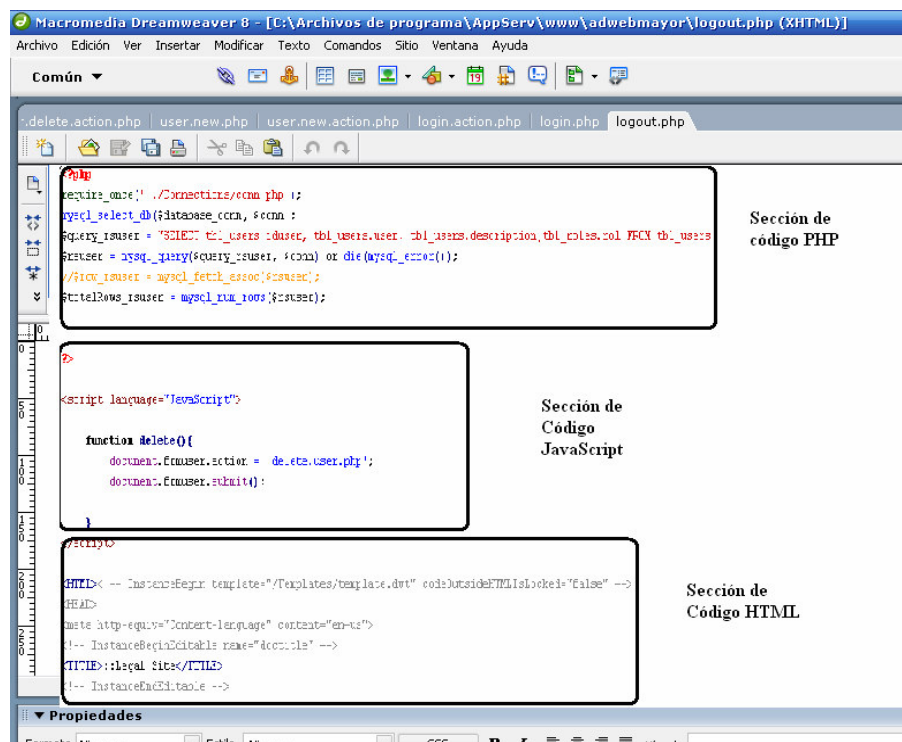 Macromedia Dreamweaver 8 - [C:\Archivos de programa\AppServ\www\adwebmayor\logout.php (XHTML)]
Archivo Edición Ver Insertar Modificar Texto Comandos Sitio Ventana Ayuda
Común
.delete.action.php user.new.php user.new.action.php login.action.php login.php logout.php
<?php
require_once(' ./Connections/conn php
mysql_select_db($database_conn, $conn
$query_rsuser = "SELECT tbl_users iduser, tbl_users.user, tbl_users.description,tbl_roles.rol FROM tbl_users
$rsuser = mysql_query($query_rsuser, $conn) or die(mysql_error());
//$row_rsuser = mysql_fetch_assoc($rsuser);
$totalRows_rsuser = mysql_num_rows($rsuser);
Sección de
código PHP
?>
<script language="JavaScript">
function delete(){
document.frmuser.action = delete.user.php';
document.frmuser.submit();
}
Sección de
Código
JavaScript
</script>
<HTML>< -- InstanceBegin template="/Templates/template.dwt" codeOutsideHTMLIsLocked="false" -->
<HEAD>
<meta http-equiv="Content-language" content="en-us">
<!-- InstanceBeginEditable name="doctitle" -->
<TITLE>::Legal Site</TITLE>
<!-- InstanceEndEditable -->
Sección de
Código HTML
Propiedades